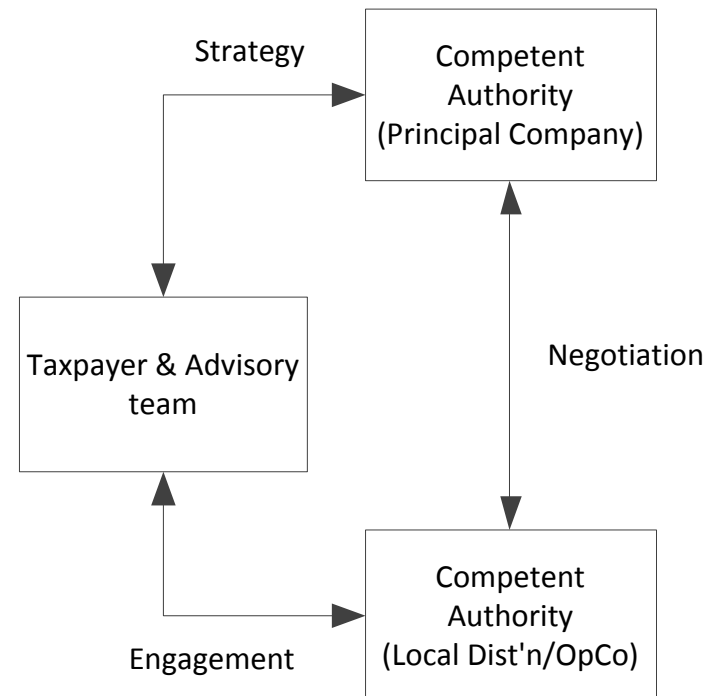 Strategy
Competent
Authority
(Principal Company)
Taxpayer & Advisory
team
Negotiation
Competent
Authority
(Local Dist'n/OpCo)
Engagement